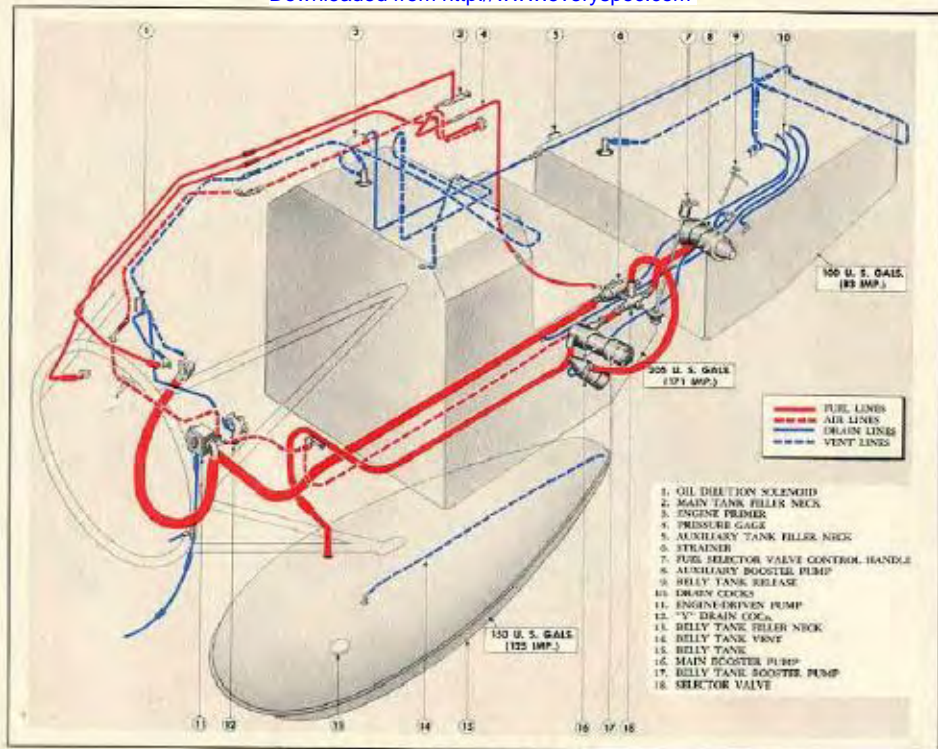 Downloaded from http://www.everyspec.com
1
2
3
4
5
6
7
8
9
10
100 U. S. GALS.
(83 IMP.)
205 U. S. GALS.
(171 IMP.)
FUEL LINES
AIR LINES
DRAIN LINES
VENT LINES
1. OIL DILUTION SOLENOID
2. MAIN TANK FILLER NECK
3. ENGINE PRIMER
4. PRESSURE GAGE
5. AUXILIARY TANK FILLER NECK
6. STRAINER
7. FUEL SELECTOR VALVE CONTROL HANDLE
8. AUXILIARY BOOSTER PUMP
9. BELLY TANK RELEASE
10. DRAIN COCKS
11. ENGINE-DRIVEN PUMP
12. "Y" DRAIN COCK
13. BELLY TANK FILLER NECK
14. BELLY TANK VENT
15. BELLY TANK
16. MAIN BOOSTER PUMP
17. BELLY TANK BOOSTER PUMP
18. SELECTOR VALVE
150 U. S. GALS.
(125 IMP.)
11
12
13
14
15
16
17
18